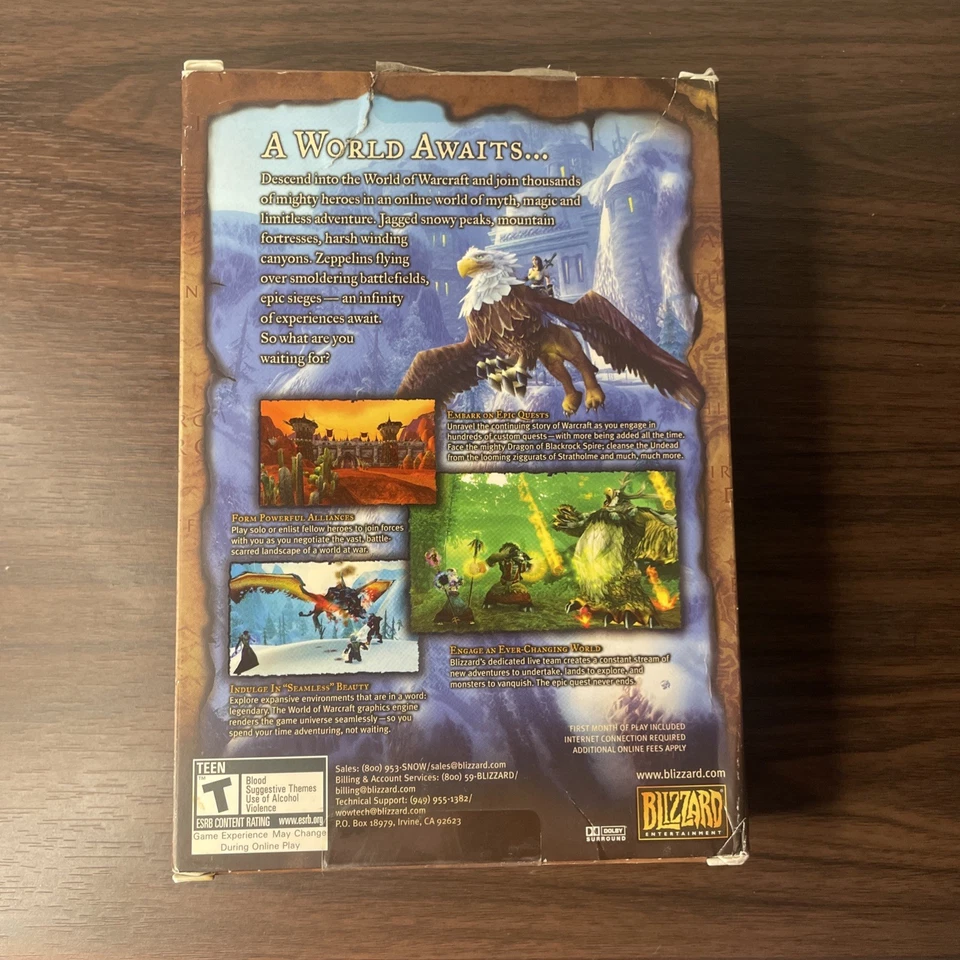 A World Awaits...
Descend into the World of Warcraft and join thousands
of mighty heroes in an online world of myth, magic and
limitless adventure. Jagged snowy peaks, mountain
fortresses, harsh winding
canyons. Zeppelins flying
over smoldering battlefields,
epic sieges — an infinity
of experiences await.
So what are you
waiting for?
Embark on Epic Quests
Unravel the continuing story of Warcraft as you engage in
hundreds of custom quests — with more being added all the time.
Face the mighty Dragon of Blackrock Spire; cleanse the Undead
from the looming ziggurats of Stratholme and much, much more.
Form Powerful Alliances
Play solo or enlist fellow heroes to join forces
with you as you negotiate the vast, battle-
scarred landscape of a world at war.
Engage an Ever-Changing World
Blizzard's dedicated live team creates a constant stream of
new adventures to undertake, lands to explore, and
monsters to vanquish. The epic quest never ends.
Indulge In "Seamless" Beauty
Explore expansive environments that are in a word:
legendary. The World of Warcraft graphics engine
renders the game universe seamlessly — so you
spend your time adventuring, not waiting.
FIRST MONTH OF PLAY INCLUDED
INTERNET CONNECTION REQUIRED
ADDITIONAL ONLINE FEES APPLY
TEEN
T
TM
Blood
Suggestive Themes
Use of Alcohol
Violence
ESRB CONTENT RATING www.esrb.org
Game Experience May Change
During Online Play
Sales: (800) 953-SNOW/sales@blizzard.com
Billing & Account Services: (800) 59-BLIZZARD/
billing@blizzard.com
Technical Support: (949) 955-1382/
wowtech@blizzard.com
P.O. Box 18979, Irvine, CA 92623
DOLBY
SURROUND
www.blizzard.com
BLIZZARD
ENTERTAINMENT